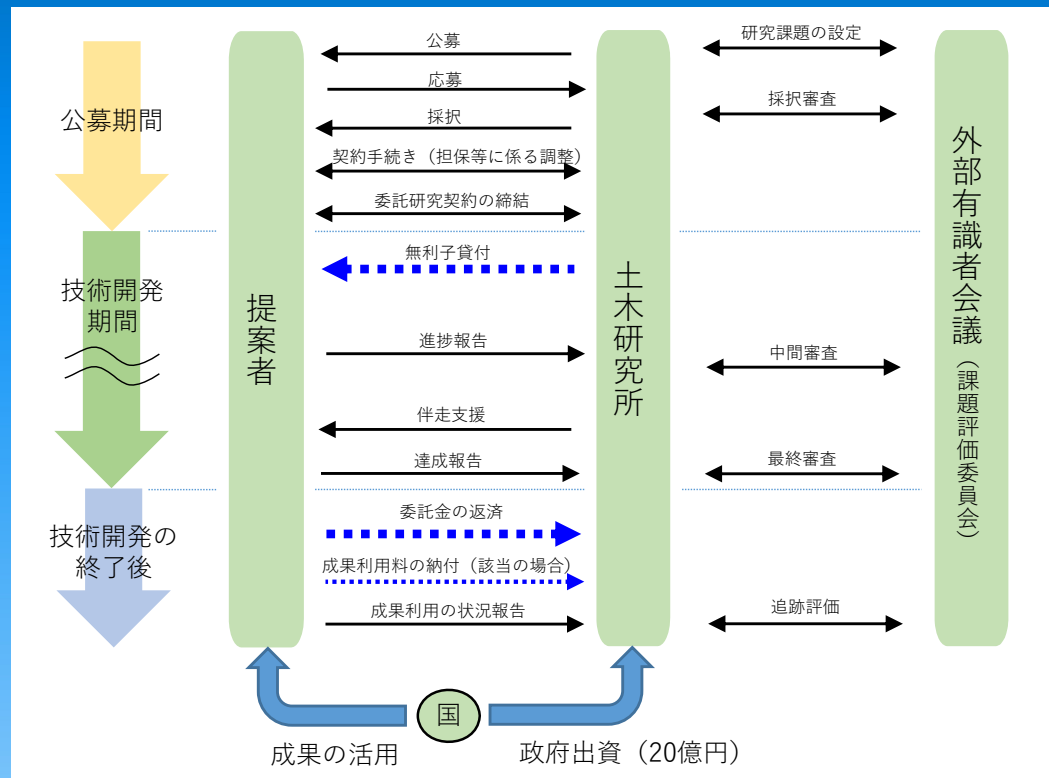 公募期間
技術開発
期間
技術開発の
終了後
提案者
公募
応募
採択
契約手続き（担保等に係る調整）
委託研究契約の締結
無利子貸付
進捗報告
伴走支援
達成報告
委託金の返済
成果利用料の納付（該当の場合）
成果利用の状況報告
土木研究所
研究課題の設定
採択審査
中間審査
最終審査
追跡評価
外部有識者会議（課題評価委員会）
国
成果の活用
政府出資（20億円）